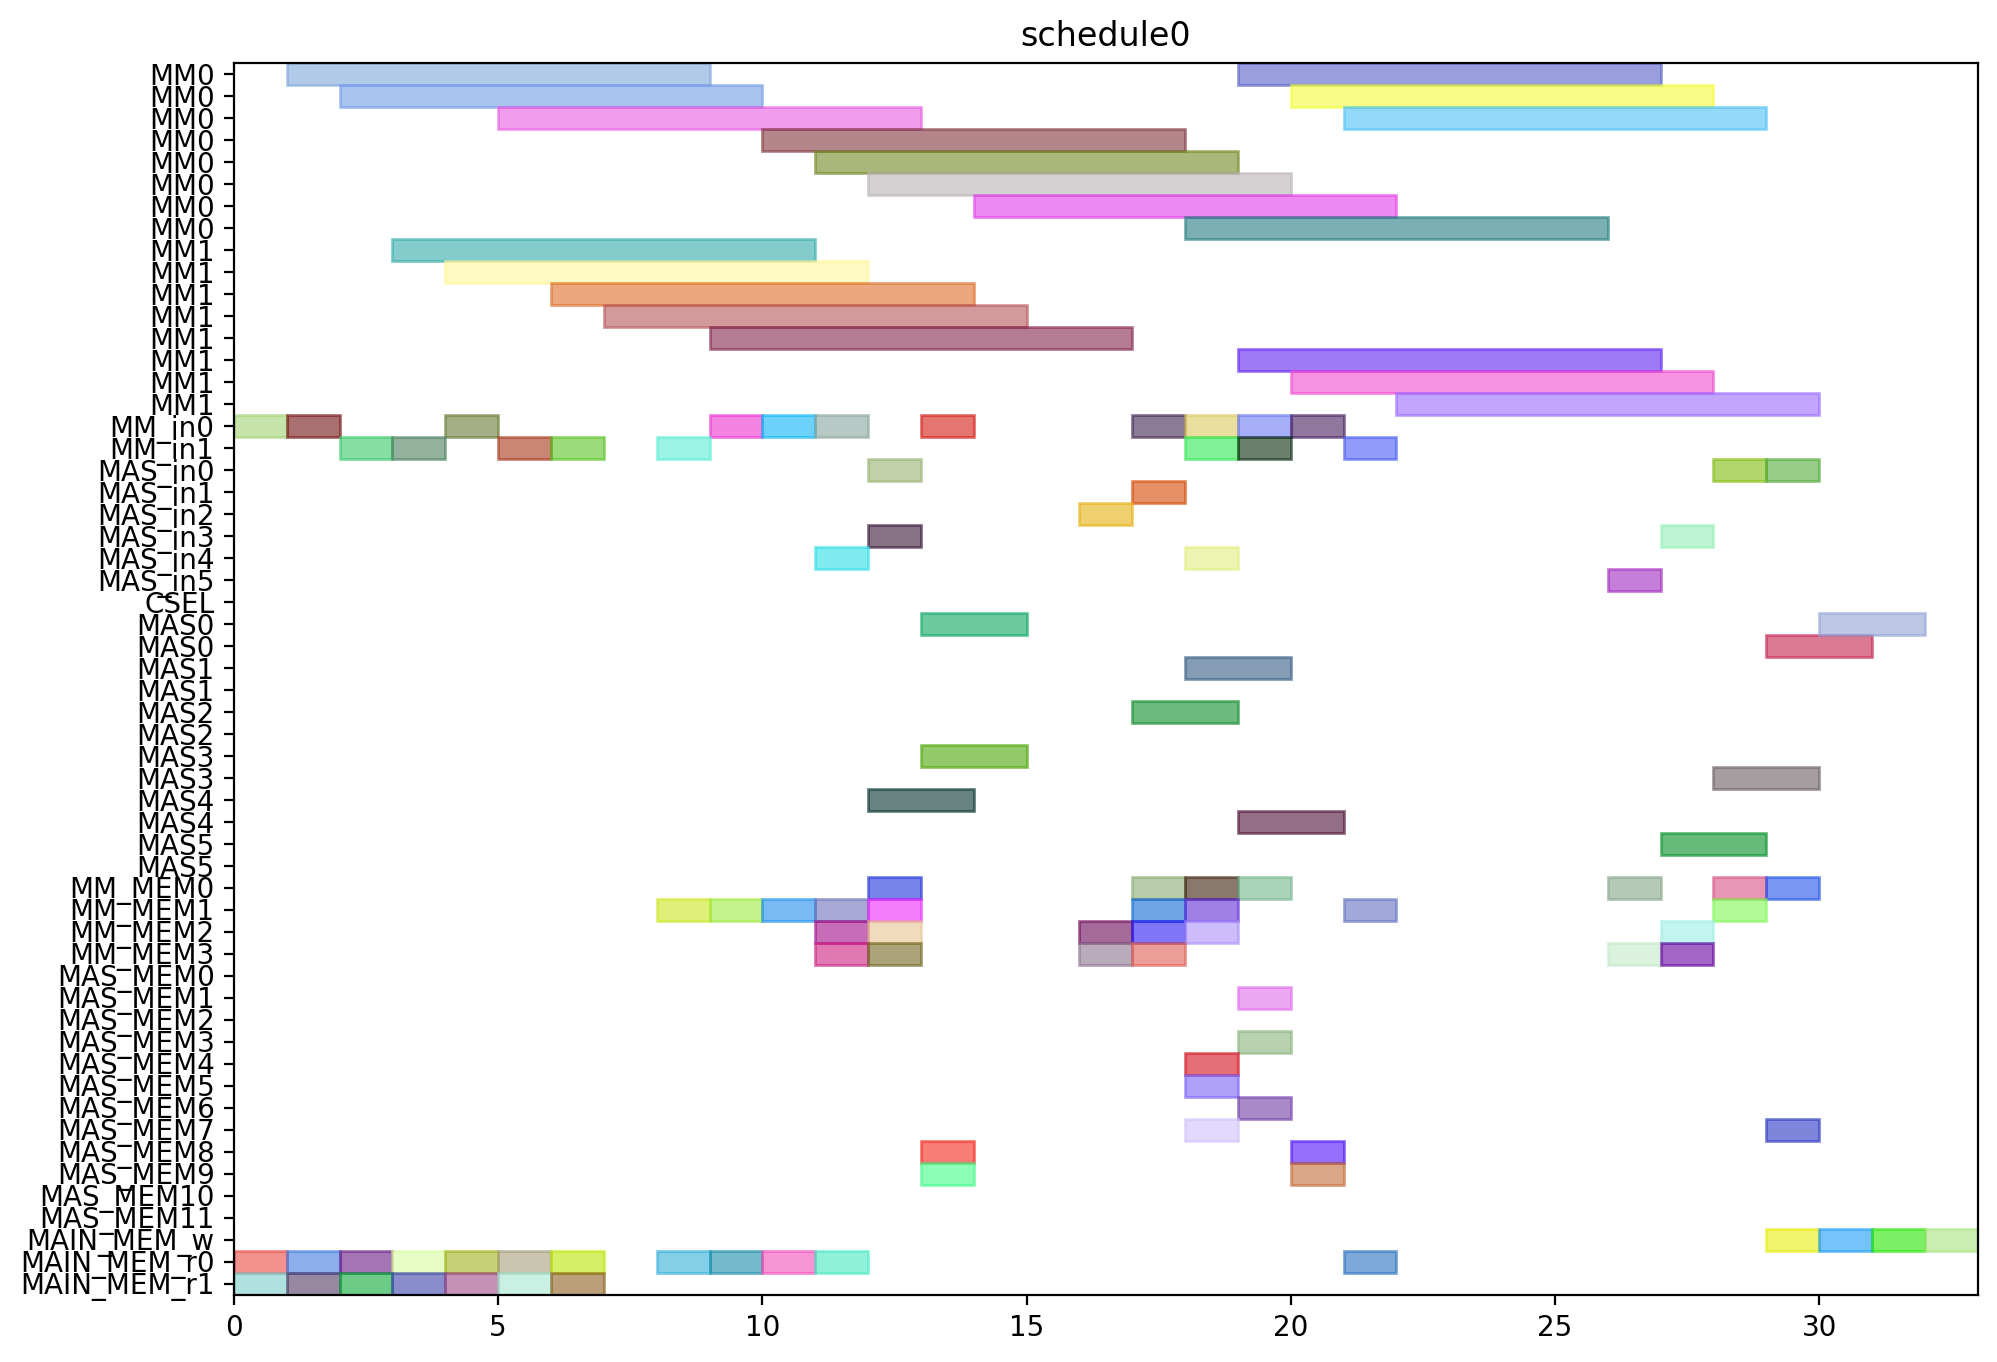 schedule0
MM0
MM0
MM0
MM0
MM0
MM0
MM0
MM0
MM1
MM1
MM1
MM1
MM1
MM1
MM1
MM1
MM_in0
MM_in1
MAS_in0
MAS_in1
MAS_in2
MAS_in3
MAS_in4
MAS_in5
CSEL
MAS0
MAS0
MAS1
MAS1
MAS2
MAS2
MAS3
MAS3
MAS4
MAS4
MAS5
MAS5
MM_MEM0
MM_MEM1
MM_MEM2
MM_MEM3
MAS_MEM0
MAS_MEM1
MAS_MEM2
MAS_MEM3
MAS_MEM4
MAS_MEM5
MAS_MEM6
MAS_MEM7
MAS_MEM8
MAS_MEM9
MAS_MEM10
MAS_MEM11
MAIN_MEM_w
MAIN_MEM_r0
MAIN_MEM_r1
0 5 10 15 20 25 30